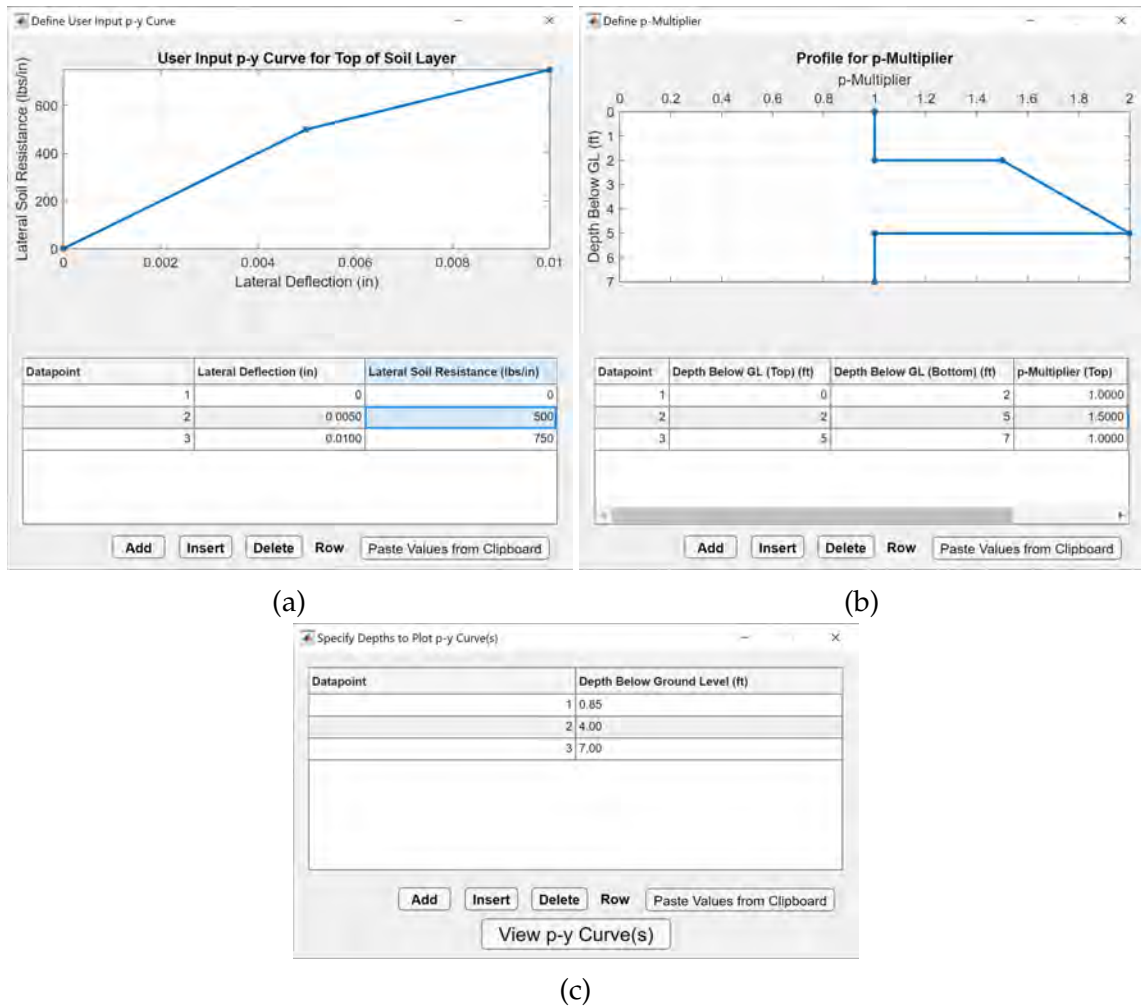 Define User Input p-y Curve
User Input p-y Curve for Top of Soil Layer
Lateral Soil Resistance (lbs/in)
600
400
200
0
0 0.002 0.004 0.006 0.008 0.01
Lateral Deflection (in)
Datapoint Lateral Deflection (in) Lateral Soil Resistance (lbs/in)
1 0 0
2 0.0050 500
3 0.0100 750
Add Insert Delete Row Paste Values from Clipboard
(a)
Define p-Multiplier
Profile for p-Multiplier
p-Multiplier
0 0.2 0.4 0.6 0.8 1 1.2 1.4 1.6 1.8 2
Depth Below GL (ft)
0
1
2
3
4
5
6
7
Datapoint Depth Below GL (Top) (ft) Depth Below GL (Bottom) (ft) p-Multiplier (Top)
1 0 2 1.0000
2 2 5 1.5000
3 5 7 1.0000
Add Insert Delete Row Paste Values from Clipboard
(b)
Specify Depths to Plot p-y Curve(s)
Datapoint Depth Below Ground Level (ft)
1 0.85
2 4.00
3 7.00
Add Insert Delete Row Paste Values from Clipboard
View p-y Curve(s)
(c)